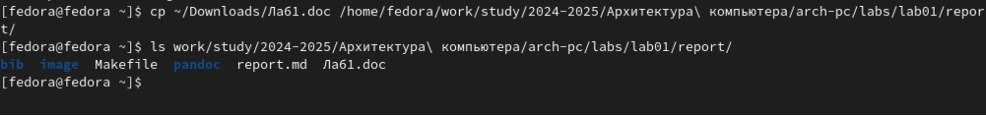 [fedora@fedora ~]$ cp ~/Downloads/Ла61.doc /home/fedora/work/study/2024-2025/Архитектура\ компьютера/arch-pc/labs/lab01/repor
t/
[fedora@fedora ~]$ ls work/study/2024-2025/Архитектура\ компьютера/arch-pc/labs/lab01/report/
bib image Makefile pandoc report.md Ла61.doc
[fedora@fedora ~]$